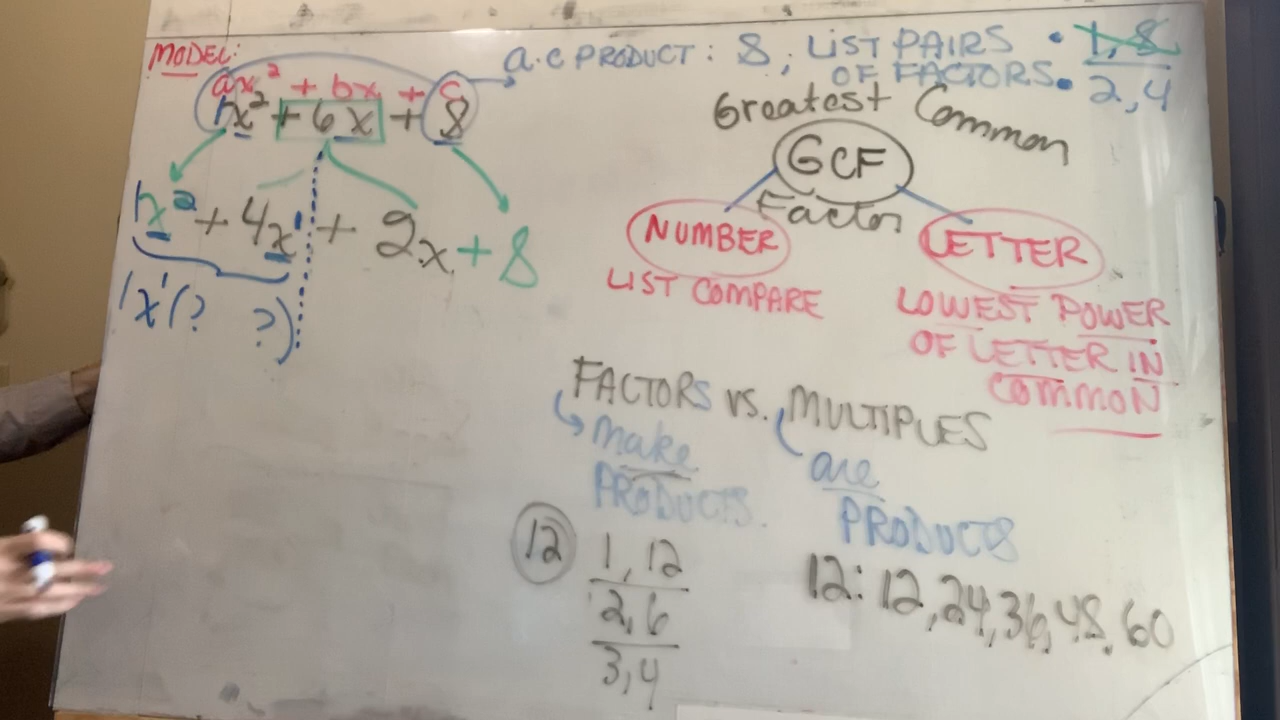 MODEL:
ax² + bx + c
1x² + 6x + 8
a.c PRODUCT: 8; LIST PAIRS • 1, 8
OF FACTORS • 2, 4
1x² + 4x¹ + 2x + 8
1x¹(? ?)
Greatest Common
GCF
Factor
NUMBER
LETTER
LIST COMPARE
LOWEST POWER
OF LETTER IN
COMMON
FACTORS VS. MULTIPLES
make
PRODUCTS.
are
PRODUCTS
12
1, 12
2, 6
3, 4
12: 12, 24, 36, 48, 60